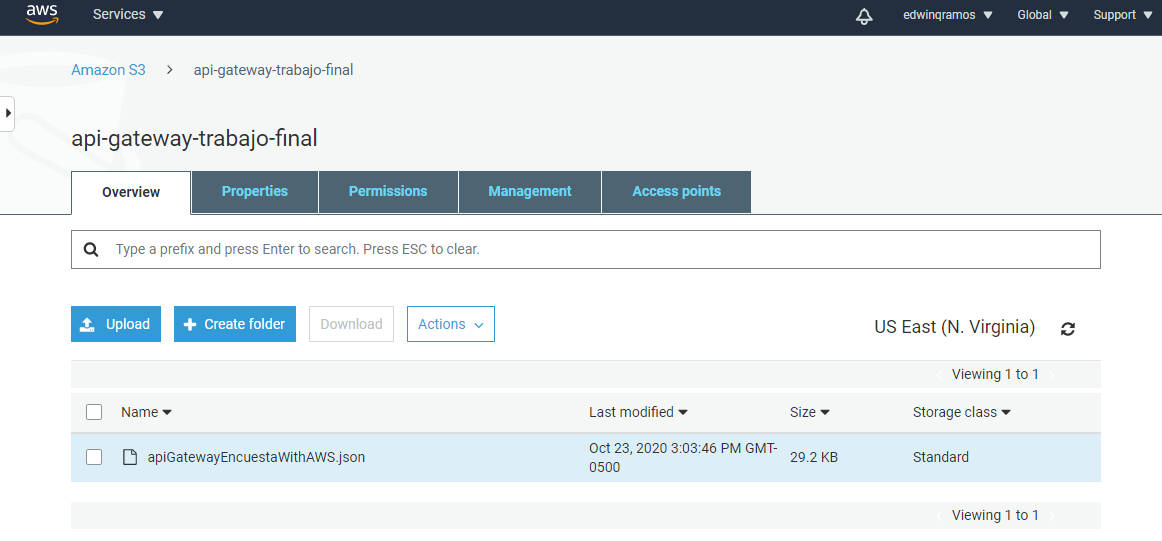 aws Services edwinqramos Global Support
Amazon S3 > api-gateway-trabajo-final
api-gateway-trabajo-final
Overview Properties Permissions Management Access points
Type a prefix and press Enter to search. Press ESC to clear.
Upload Create folder Download Actions US East (N. Virginia)
Viewing 1 to 1
Name Last modified Size Storage class
apiGatewayEncuestaWithAWS.json Oct 23, 2020 3:03:46 PM GMT- 29.2 KB Standard
0500
Viewing 1 to 1